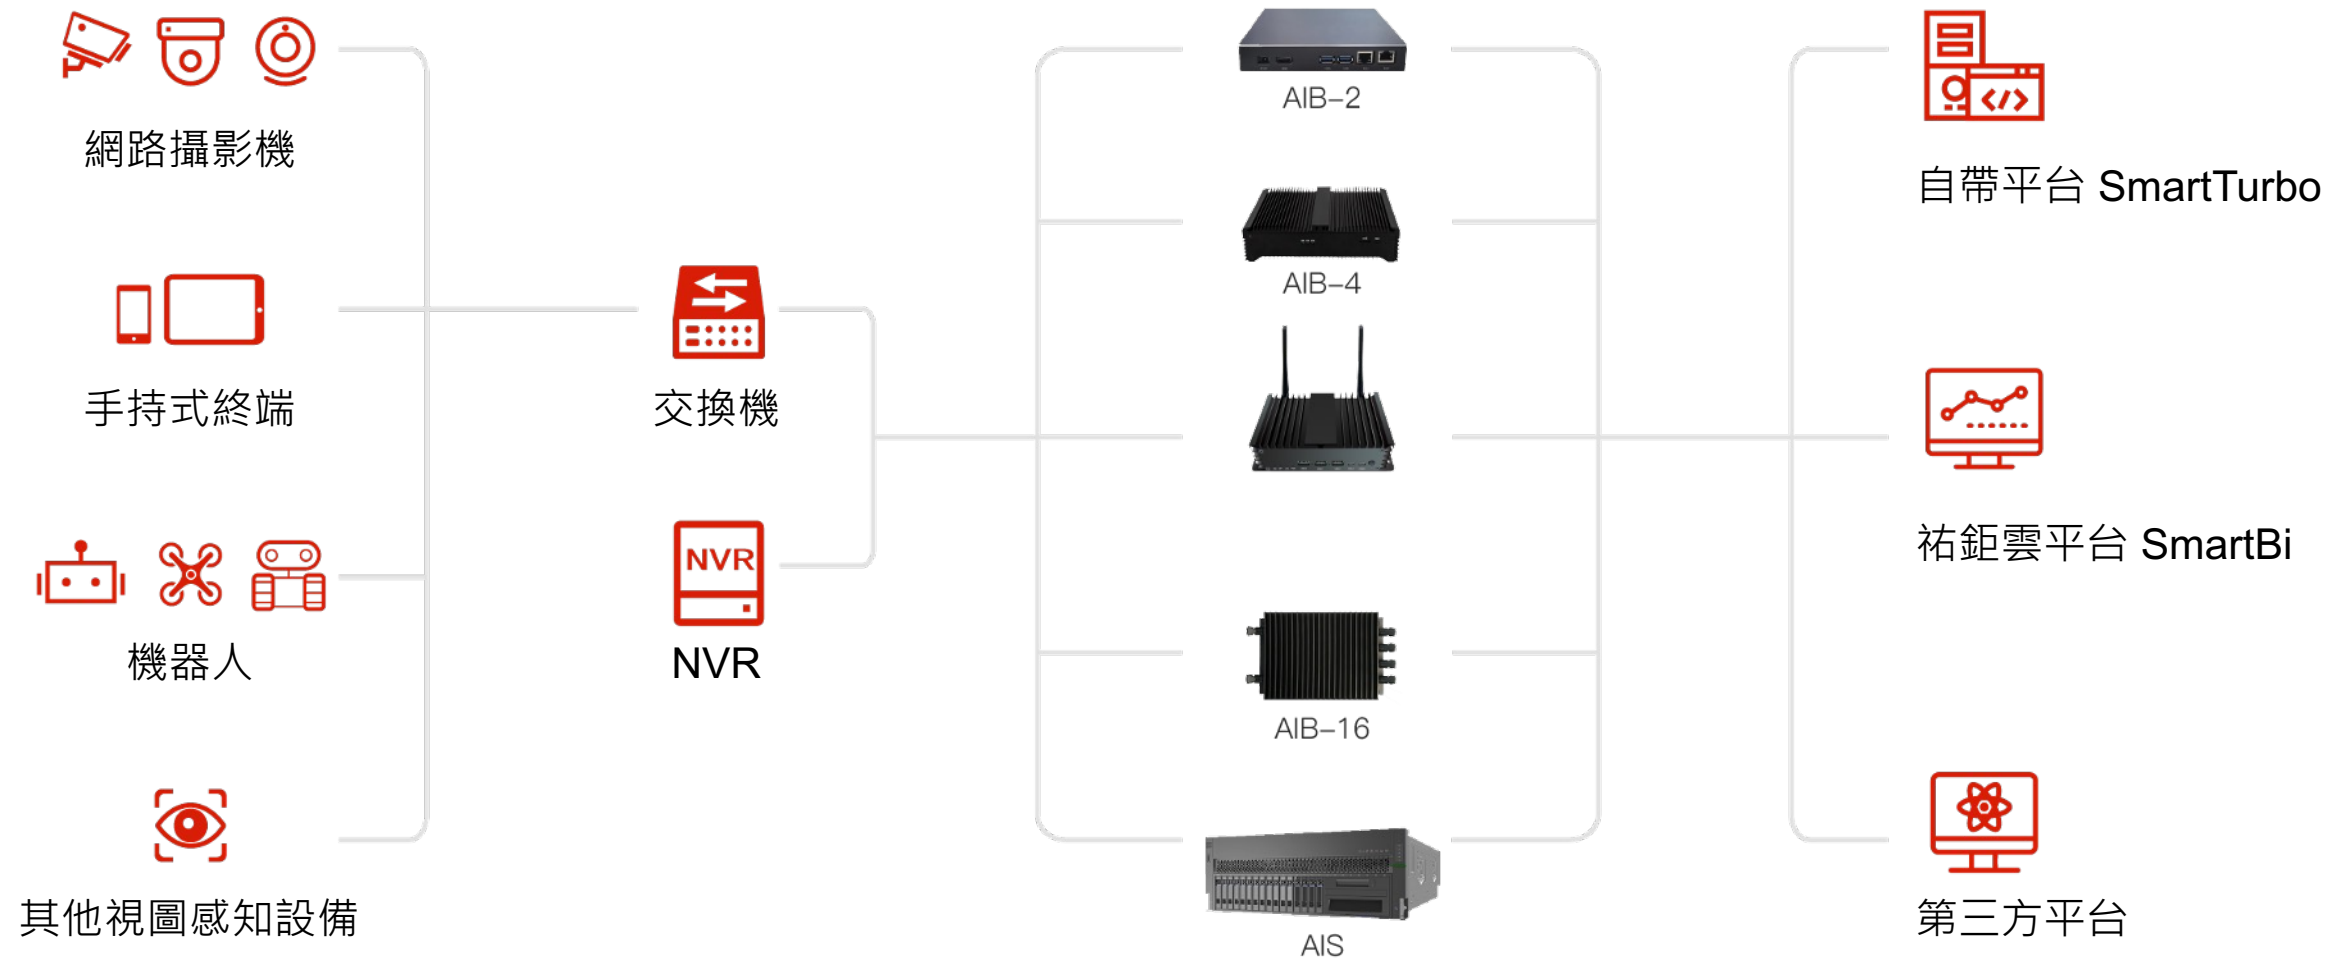 網路攝影機
手持式終端
機器人
其他視圖感知設備
交換機
NVR
NVR
AIB-2
AIB-4
AIB-16
AIS
</>
自帶平台 SmartTurbo
祐鉅雲平台 SmartBi
第三方平台